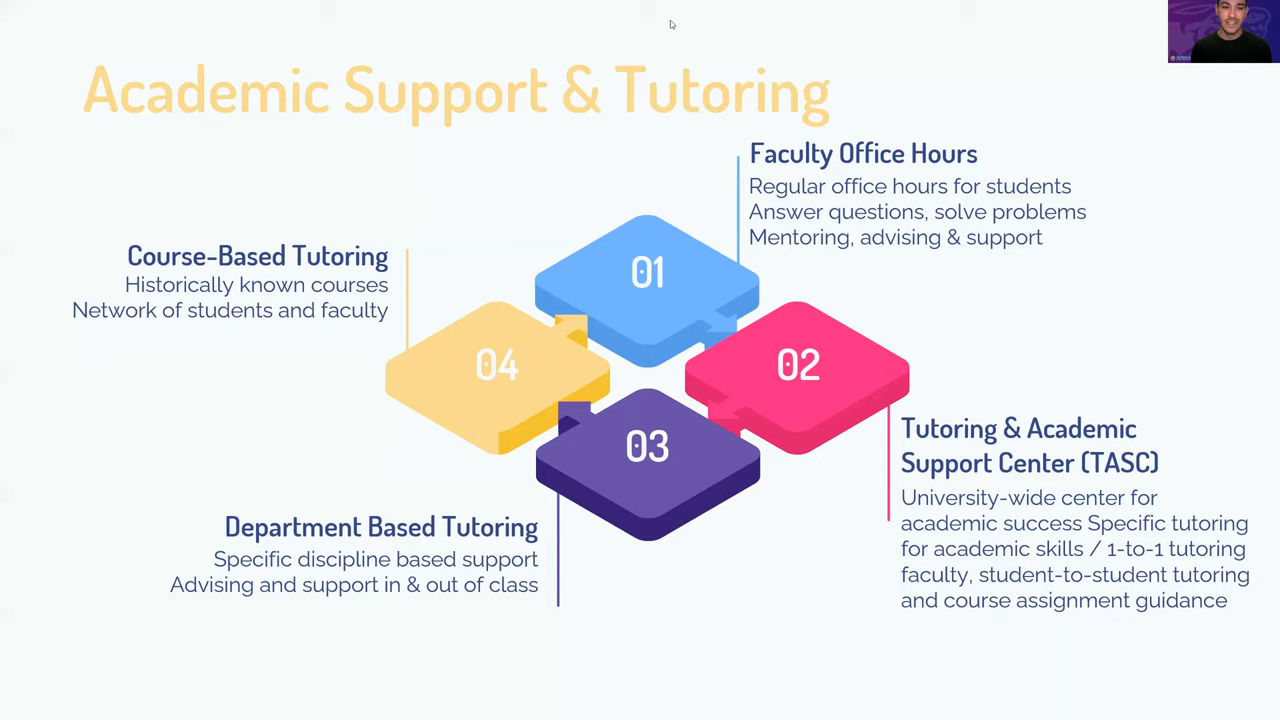 Academic Support & Tutoring
Faculty Office Hours
Regular office hours for students
Answer questions, solve problems
Mentoring, advising & support
Course-Based Tutoring
Historically known courses
Network of students and faculty
01
04
02
03
Tutoring & Academic
Support Center (TASC)
University-wide center for
academic success Specific tutoring
for academic skills / 1-to-1 tutoring
faculty, student-to-student tutoring
and course assignment guidance
Department Based Tutoring
Specific discipline based support
Advising and support in & out of class